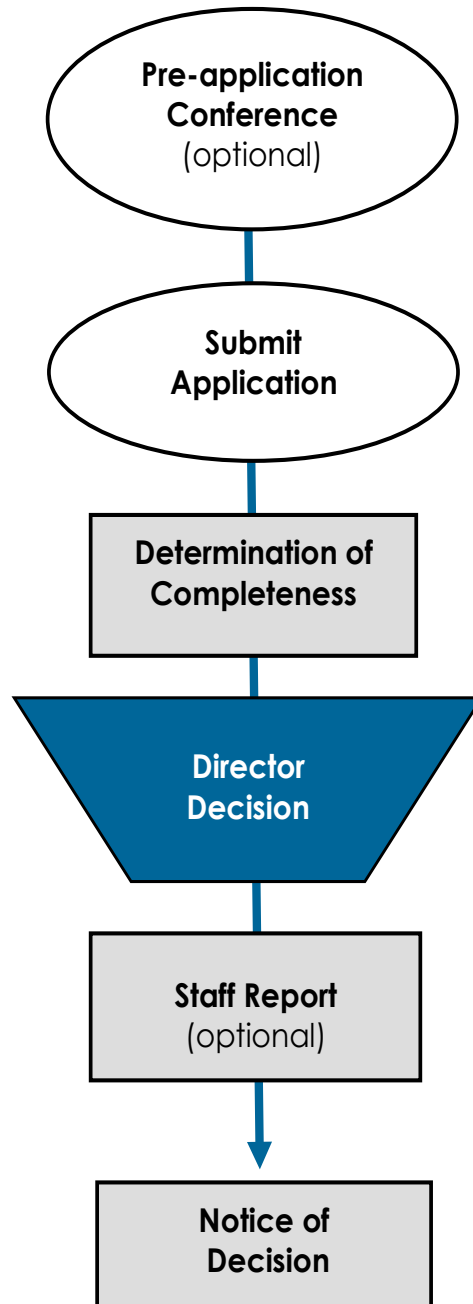 Pre-application
Conference
(optional)
Submit
Application
Determination of
Completeness
Director
Decision
Staff Report
(optional)
Notice of
Decision